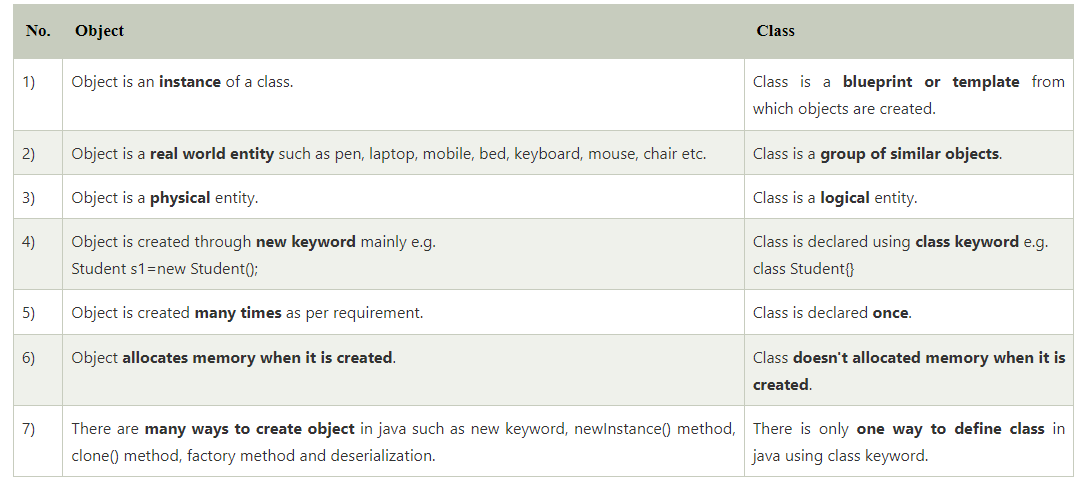 No. Object Class
1) Object is an instance of a class. Class is a blueprint or template from
which objects are created.
2) Object is a real world entity such as pen, laptop, mobile, bed, keyboard, mouse, chair etc. Class is a group of similar objects.
3) Object is a physical entity. Class is a logical entity.
4) Object is created through new keyword mainly e.g. Class is declared using class keyword e.g.
Student s1=new Student(); class Student{}
5) Object is created many times as per requirement. Class is declared once.
6) Object allocates memory when it is created. Class doesn't allocated memory when it is
created.
7) There are many ways to create object in java such as new keyword, newInstance() method, There is only one way to define class in
clone() method, factory method and deserialization. java using class keyword.